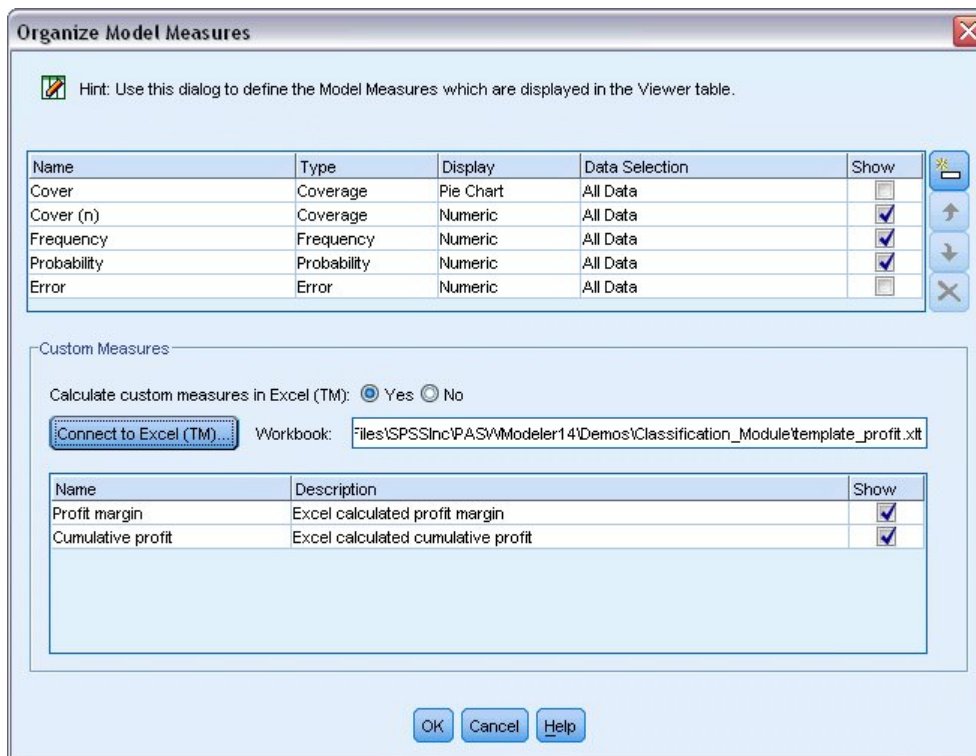 Organize Model Measures
Hint: Use this dialog to define the Model Measures which are displayed in the Viewer table.
Name Type Display Data Selection Show
Cover Coverage Pie Chart All Data
Cover (n) Coverage Numeric All Data
Frequency Frequency Numeric All Data
Probability Probability Numeric All Data
Error Error Numeric All Data
Custom Measures
Calculate custom measures in Excel (TM): Yes No
Connect to Excel (TM)... Workbook: Files\SPSSInc\PASWModeler14\Demos\Classification_Module\template_profit.xlt
Name Description Show
Profit margin Excel calculated profit margin
Cumulative profit Excel calculated cumulative profit
OK Cancel Help